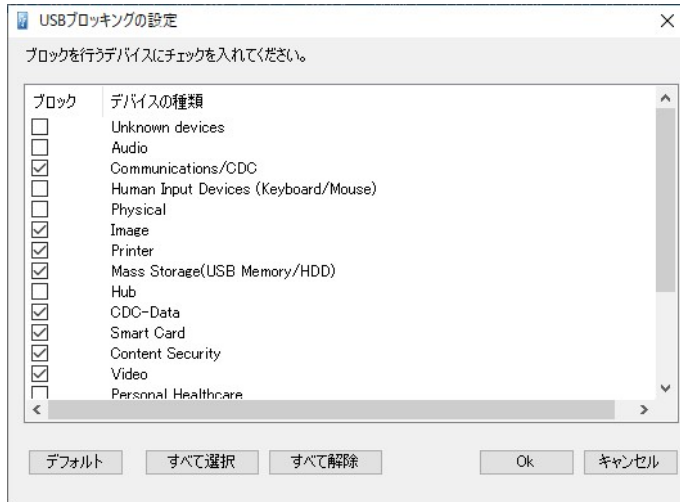 USBブロッキングの設定
ブロックを行うデバイスにチェックを入れてください。
ブロック デバイスの種類
Unknown devices
Audio
Communications/CDC
Human Input Devices (Keyboard/Mouse)
Physical
Image
Printer
Mass Storage(USB Memory/HDD)
Hub
CDC-Data
Smart Card
Content Security
Video
Personal Healthcare
デフォルト すべて選択 すべて解除 Ok キャンセル